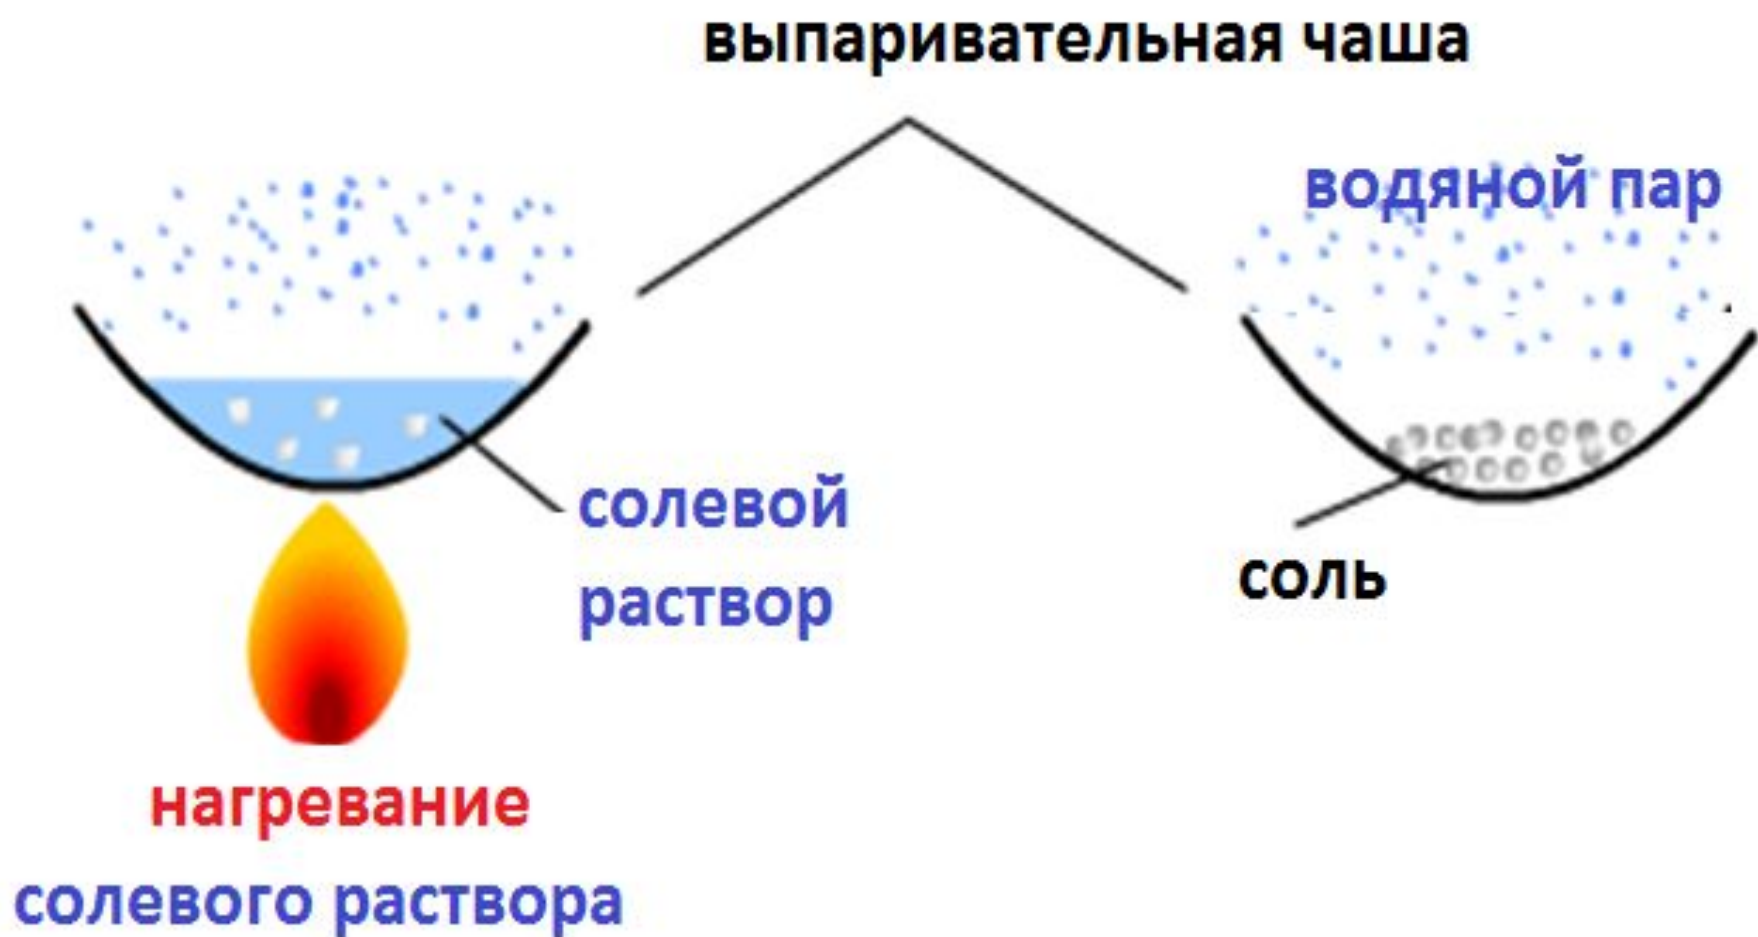 выпаривательная чаша
водяной пар
солевой
раствор
соль
нагревание
солевого раствора